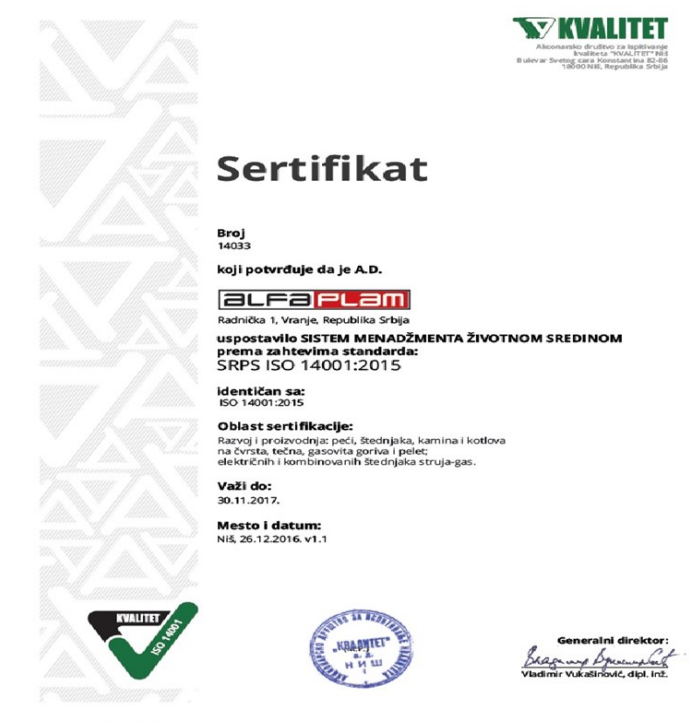 KVALITET
Akcionarsko društvo za ispitivanje
kvaliteta "KVALITET" Niš
Bulevar Svetog cara Konstantina 82-86
18000 Niš, Republika Srbija
Sertifikat
Broj
14033
koji potvrđuje da je A.D.
ALFA PLAM
Radnička 1, Vranje, Republika Srbija
uspostavilo SISTEM MENADŽMENTA ŽIVOTNOM SREDINOM
prema zahtevima standarda:
SRPS ISO 14001:2015
identičan sa:
ISO 14001:2015
Oblast sertifikacije:
Razvoj i proizvodnja: peći, štednjaka, kamina i kotlova
na čvrsta, tečna, gasovita goriva i pelet;
električnih i kombinovanih štednjaka struja-gas.
Važi do:
30.11.2017.
Mesto i datum:
Niš, 26.12.2016. v1.1
KVALITET
ISO 14001
"КВАЛИТЕТ"
а. д.
НИШ
Generalni direktor:
Vladimir Vukašinović, dipl. inž.